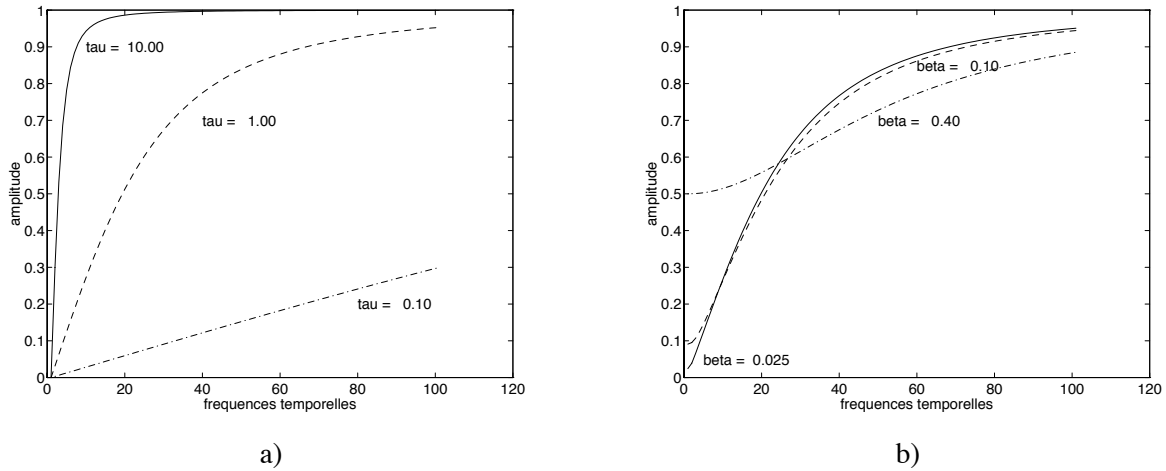 1
0.9
0.8
0.7
0.6
0.5
0.4
0.3
0.2
0.1
0
amplitude
tau = 10.00
tau = 1.00
tau = 0.10
0 20 40 60 80 100 120
frequences temporelles
a)
1
0.9
0.8
0.7
0.6
0.5
0.4
0.3
0.2
0.1
0
amplitude
beta = 0.10
beta = 0.40
beta = 0.025
0 20 40 60 80 100 120
frequences temporelles
b)